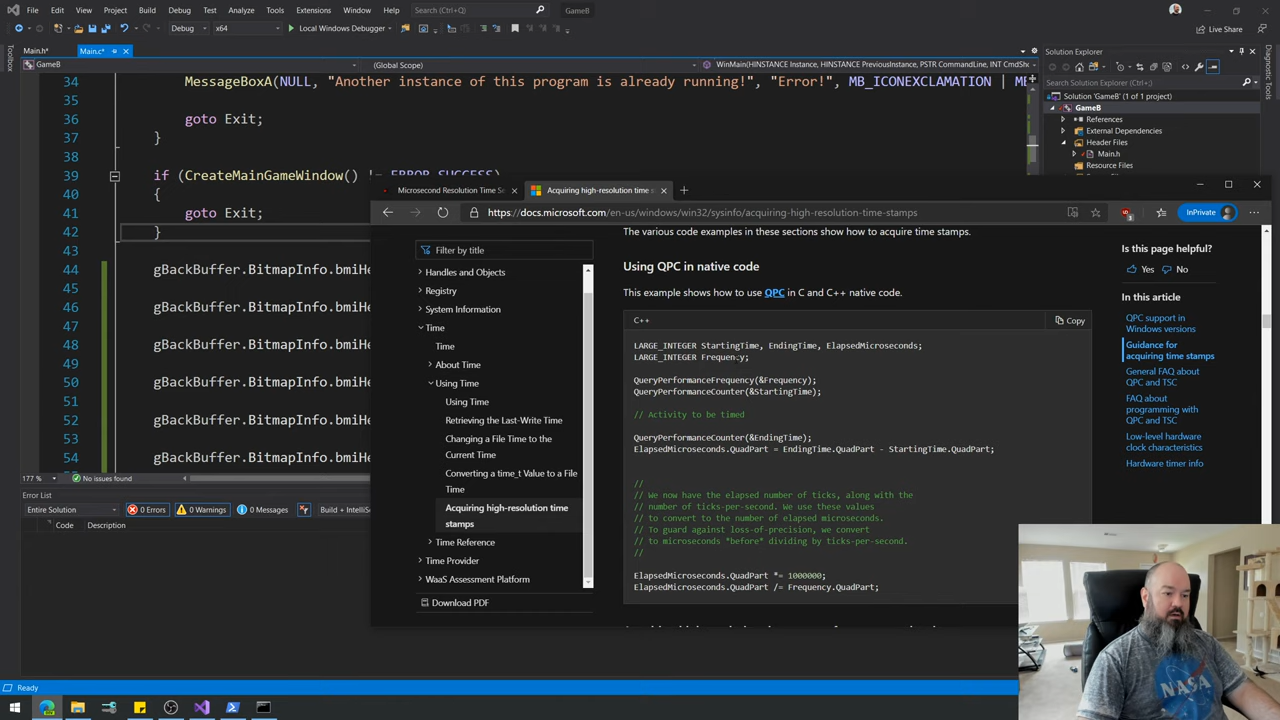 File Edit View Project Build Debug Test Analyze Tools Extensions Window Help Search (Ctrl+Q) GameB
Debug x64 Local Windows Debugger Live Share
Toolbox
Main.h* Main.c*
GameB (Global Scope) WinMain(HINSTANCE Instance, HINSTANCE PreviousInstance, PSTR CommandLine, INT CmdSho
34 MessageBoxA(NULL, "Another instance of this program is already running!", "Error!", MB_ICONEXCLAMATION |
35
36 goto Exit;
37 }
38
39 if (CreateMainGameWindow() != ERROR_SUCCESS)
40 {
41 goto Exit;
42 }
43
44 gBackBuffer.BitmapInfo.bmiHe
45
46 gBackBuffer.BitmapInfo.bmiHe
47
48 gBackBuffer.BitmapInfo.bmiHe
49
50 gBackBuffer.BitmapInfo.bmiHe
51
52 gBackBuffer.BitmapInfo.bmiHe
53
54 gBackBuffer.BitmapInfo.bmiHe
177 % No issues found
Error List
Entire Solution 0 Errors 0 Warnings 0 Messages Build + IntelliS
Code Description
Ready
Solution Explorer
Search Solution Explorer (Ctrl+;)
Solution 'GameB' (1 of 1 project)
GameB
References
External Dependencies
Header Files
Main.h
Resource Files
Diagnostic Tools
Microsecond Resolution Time Se Acquiring high-resolution time s
https://docs.microsoft.com/en-us/windows/win32/sysinfo/acquiring-high-resolution-time-stamps InPrivate
Filter by title
Handles and Objects
Registry
System Information
Time
Time
About Time
Using Time
Using Time
Retrieving the Last-Write Time
Changing a File Time to the
Current Time
Converting a time_t Value to a File
Time
Acquiring high-resolution time
stamps
Time Reference
Time Provider
WaaS Assessment Platform
Download PDF
The various code examples in these sections show how to acquire time stamps.
Using QPC in native code
This example shows how to use QPC in C and C++ native code.
C++ Copy
LARGE_INTEGER StartingTime, EndingTime, ElapsedMicroseconds;
LARGE_INTEGER Frequency;
QueryPerformanceFrequency(&Frequency);
QueryPerformanceCounter(&StartingTime);
// Activity to be timed
QueryPerformanceCounter(&EndingTime);
ElapsedMicroseconds.QuadPart = EndingTime.QuadPart - StartingTime.QuadPart;
//
// We now have the elapsed number of ticks, along with the
// number of ticks-per-second. We use these values
// to convert to the number of elapsed microseconds.
// To guard against loss-of-precision, we convert
// to microseconds *before* dividing by ticks-per-second.
//
ElapsedMicroseconds.QuadPart *= 1000000;
ElapsedMicroseconds.QuadPart /= Frequency.QuadPart;
Is this page helpful?
Yes No
In this article
QPC support in
Windows versions
Guidance for
acquiring time stamps
General FAQ about
QPC and TSC
FAQ about
programming with
QPC and TSC
Low-level hardware
clock characteristics
Hardware timer info
NASA